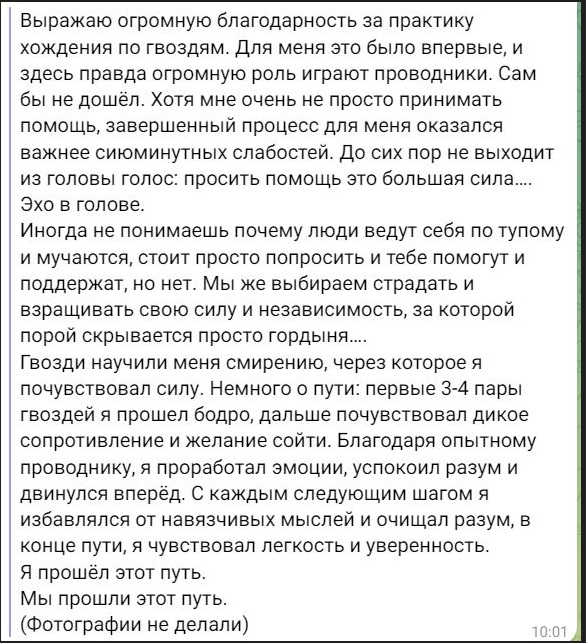 Выражаю огромную благодарность за практику
хождения по гвоздям. Для меня это было впервые, и
здесь правда огромную роль играют проводники. Сам
бы не дошёл. Хотя мне очень не просто принимать
помощь, завершенный процесс для меня оказался
важнее сиюминутных слабостей. До сих пор не выходит
из головы голос: просить помощь это большая сила....
Эхо в голове.
Иногда не понимаешь почему люди ведут себя по тупому
и мучаются, стоит просто попросить и тебе помогут и
поддержат, но нет. Мы же выбираем страдать и
взращивать свою силу и независимость, за которой
порой скрывается просто гордыня....
Гвозди научили меня смирению, через которое я
почувствовал силу. Немного о пути: первые 3-4 пары
гвоздей я прошел бодро, дальше почувствовал дикое
сопротивление и желание сойти. Благодаря опытному
проводнику, я проработал эмоции, успокоил разум и
двинулся вперёд. С каждым следующим шагом я
избавлялся от навязчивых мыслей и очищал разум, в
конце пути, я чувствовал легкость и уверенность.
Я прошёл этот путь.
Мы прошли этот путь.
(Фотографии не делали)
10:01